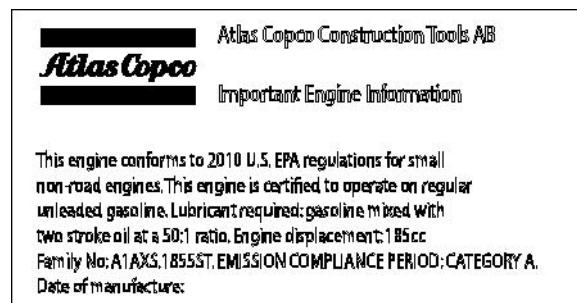 Atlas Copco Construction Tools AB
Atlas Copco
Important Engine Information
This engine conforms to 2010 U.S. EPA regulations for small
non-road engines. This engine is certified to operate on regular
unleaded gasoline. Lubricant required: gasoline mixed with
two stroke oil at a 50:1 ratio. Engine displacement: 185cc
Family No: A1AXS.1855ST. EMISSION COMPLIANCE PERIOD: CATEGORY A.
Date of manufacture: